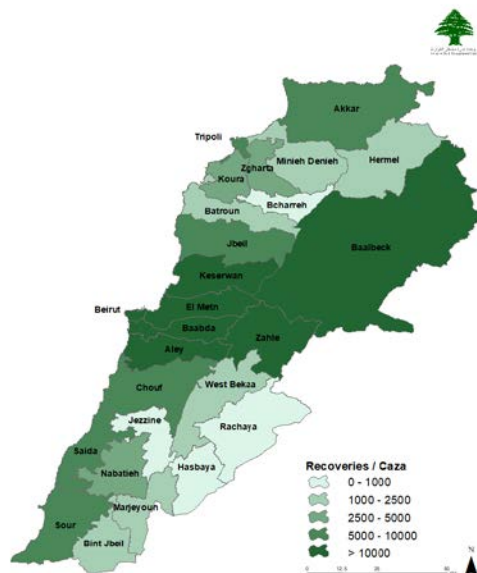 Akkar
Tripoli
Zgharta
Minieh Denieh
Hermel
Koura
Bcharreh
Batroun
Jbeil
Baalbeck
Keserwan
El Metn
Beirut
Baabda
Zahle
Aley
Chouf
West Bekaa
Jezzine
Rachaya
Saida
Hasbaya
Nabatieh
Marjeyoun
Sour
Bint Jbeil
Recoveries / Caza
0 - 1000
1000 - 2500
2500 - 5000
5000 - 10000
> 10000
N